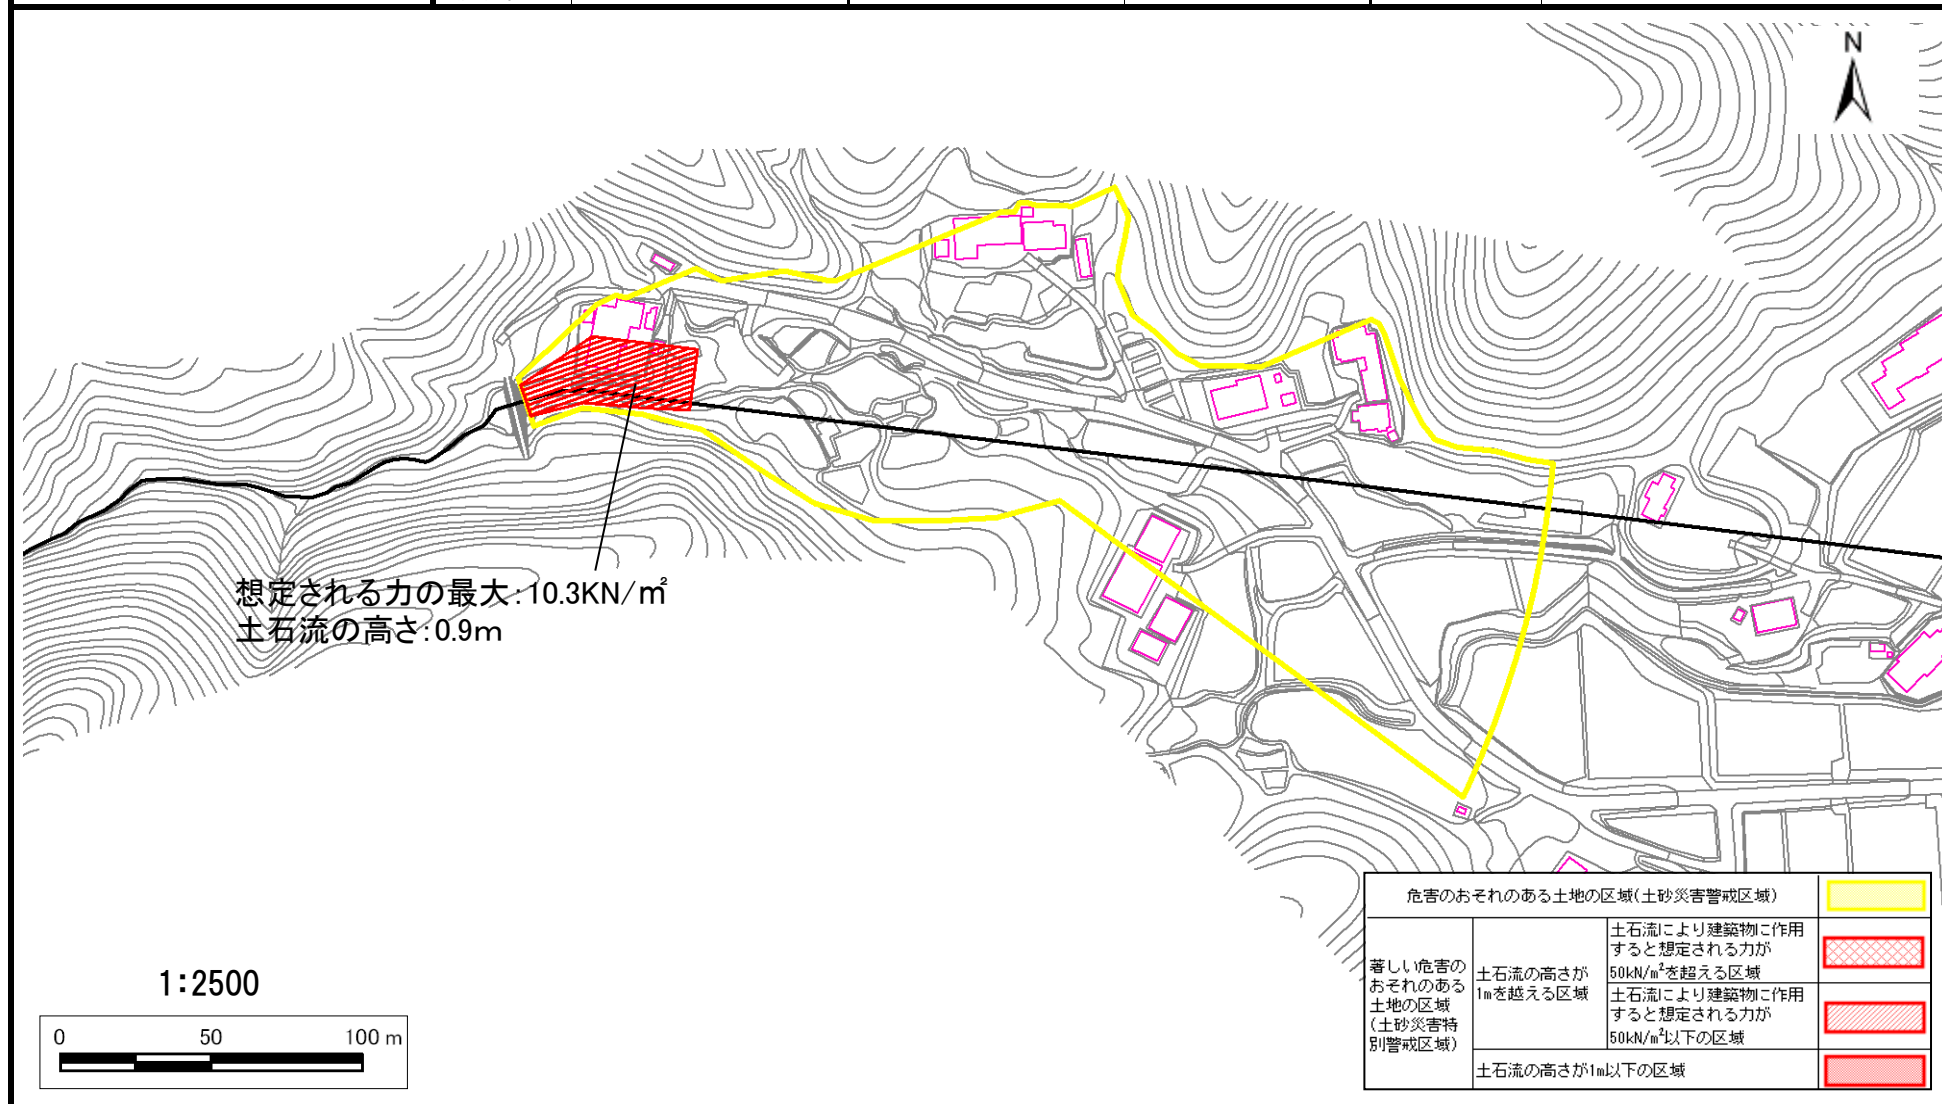 N
想定される力の最大:10.3KN/㎡
土石流の高さ:0.9m
1:2500
0 50 100 m
危害のおそれのある土地の区域(土砂災害警戒区域)
著しい危害の
おそれのある
土地の区域
(土砂災害特
別警戒区域)
土石流の高さが
1mを越える区域
土石流により建築物に作用
すると想定される力が
50kN/㎡を超える区域
土石流により建築物に作用
すると想定される力が
50kN/㎡以下の区域
土石流の高さが1m以下の区域